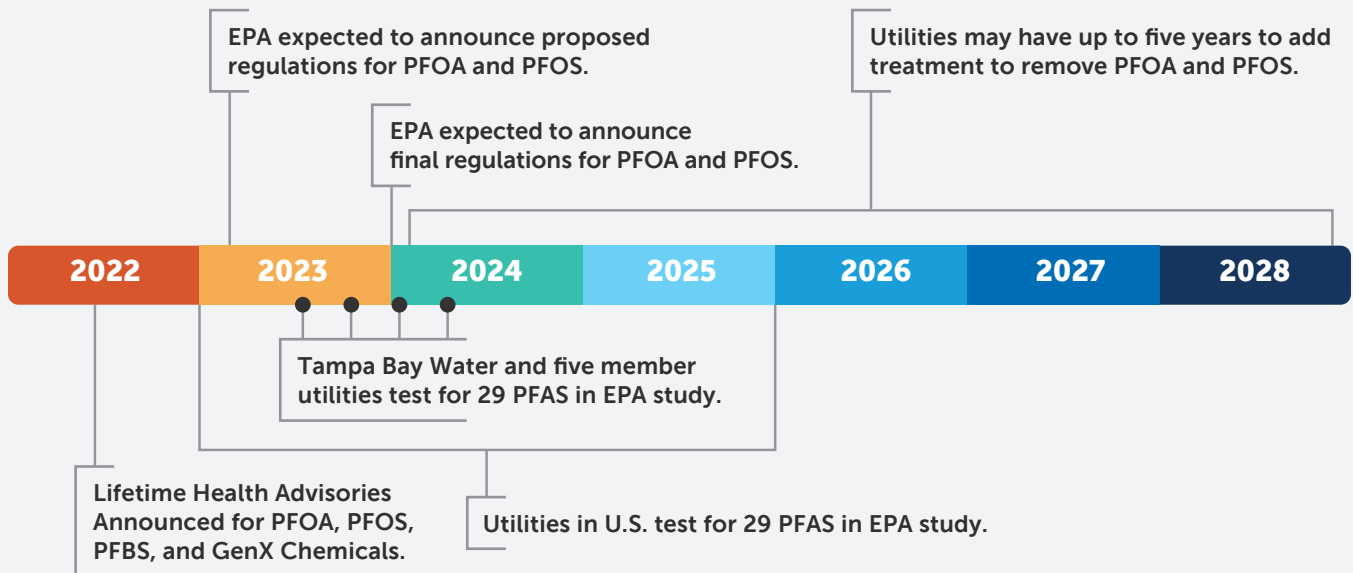 EPA expected to announce proposed
regulations for PFOA and PFOS.
Utilities may have up to five years to add
treatment to remove PFOA and PFOS.
EPA expected to announce
final regulations for PFOA and PFOS.
2022
2023
2024
2025
2026
2027
2028
Tampa Bay Water and five member
utilities test for 29 PFAS in EPA study.
Lifetime Health Advisories
Announced for PFOA, PFOS,
PFBS, and GenX Chemicals.
Utilities in U.S. test for 29 PFAS in EPA study.